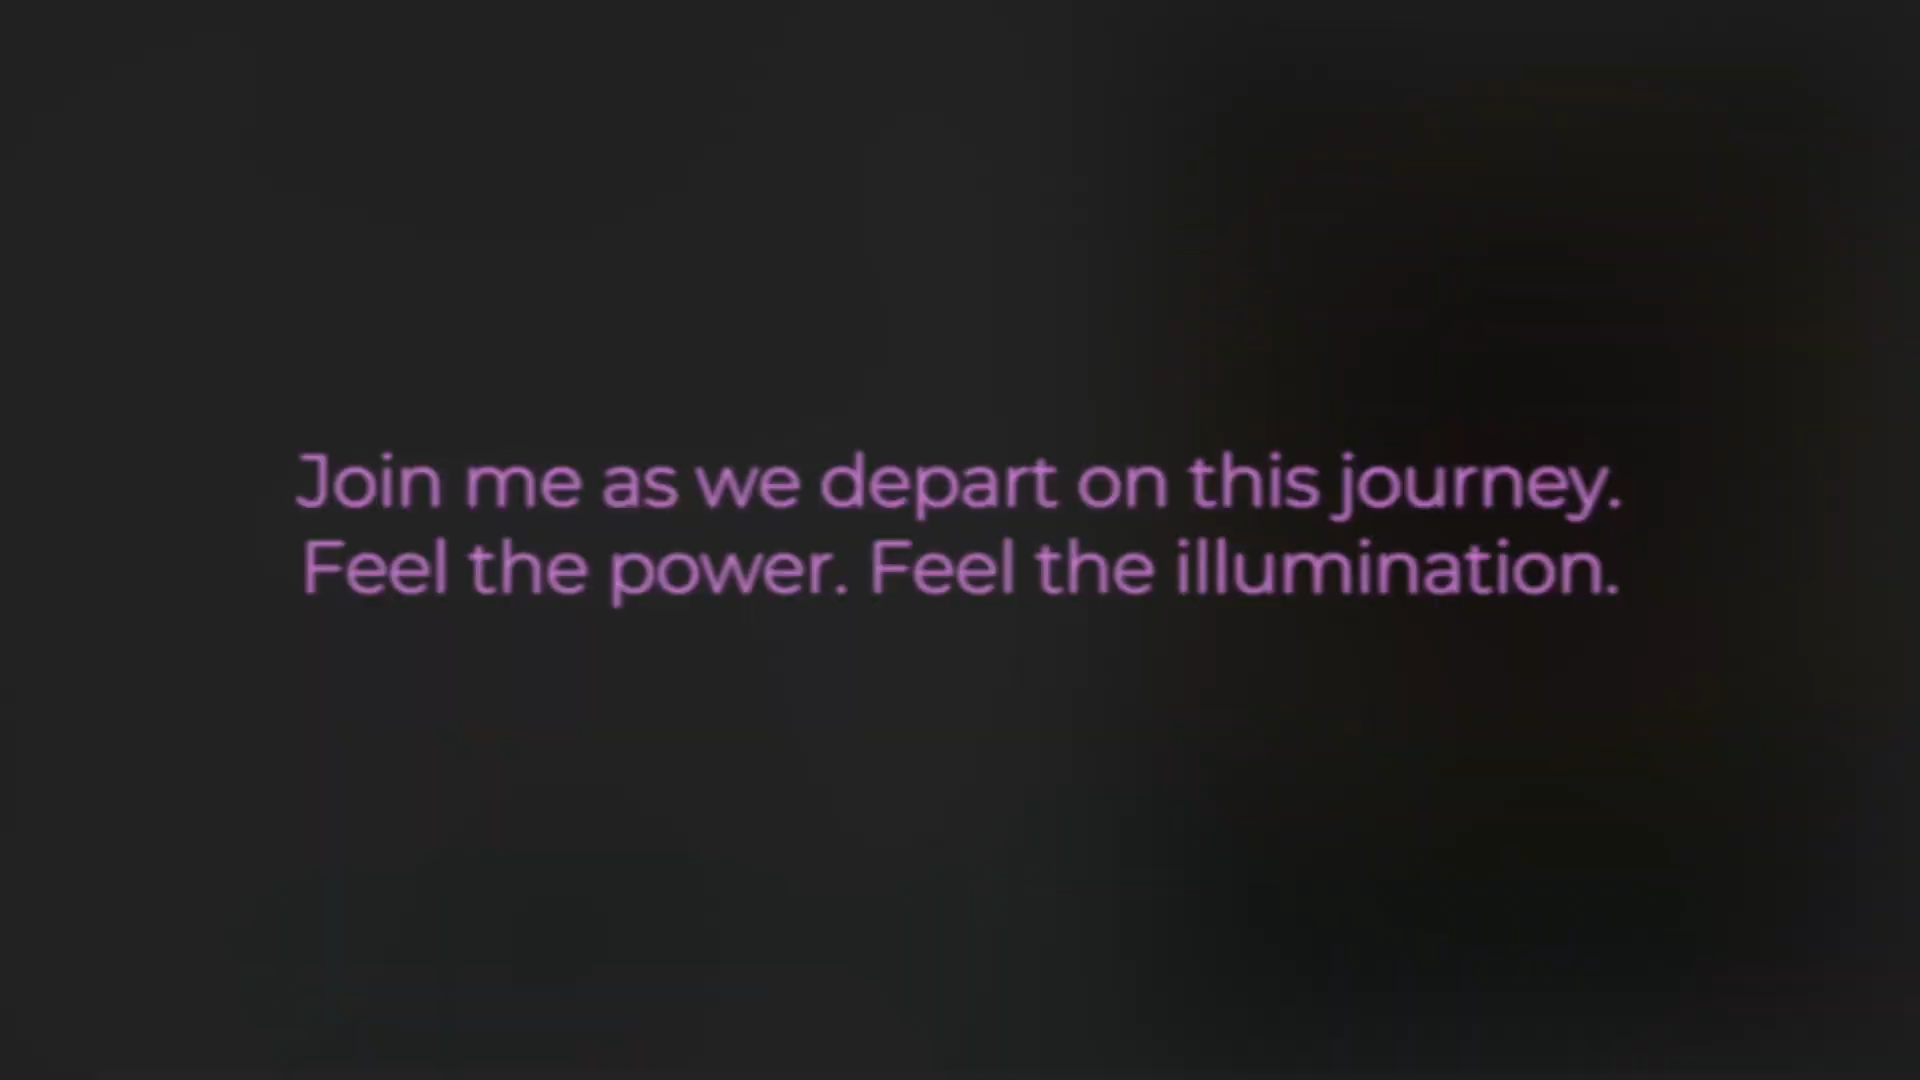 Join me as we depart on this journey.
Feel the power. Feel the illumination.